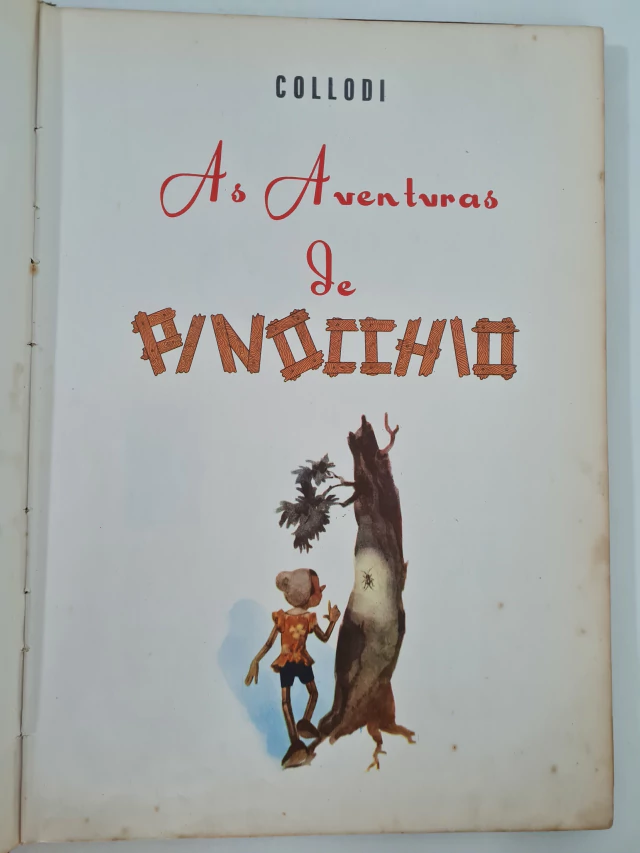 COLLODI
As Aventuras
de
PINOCCHIO